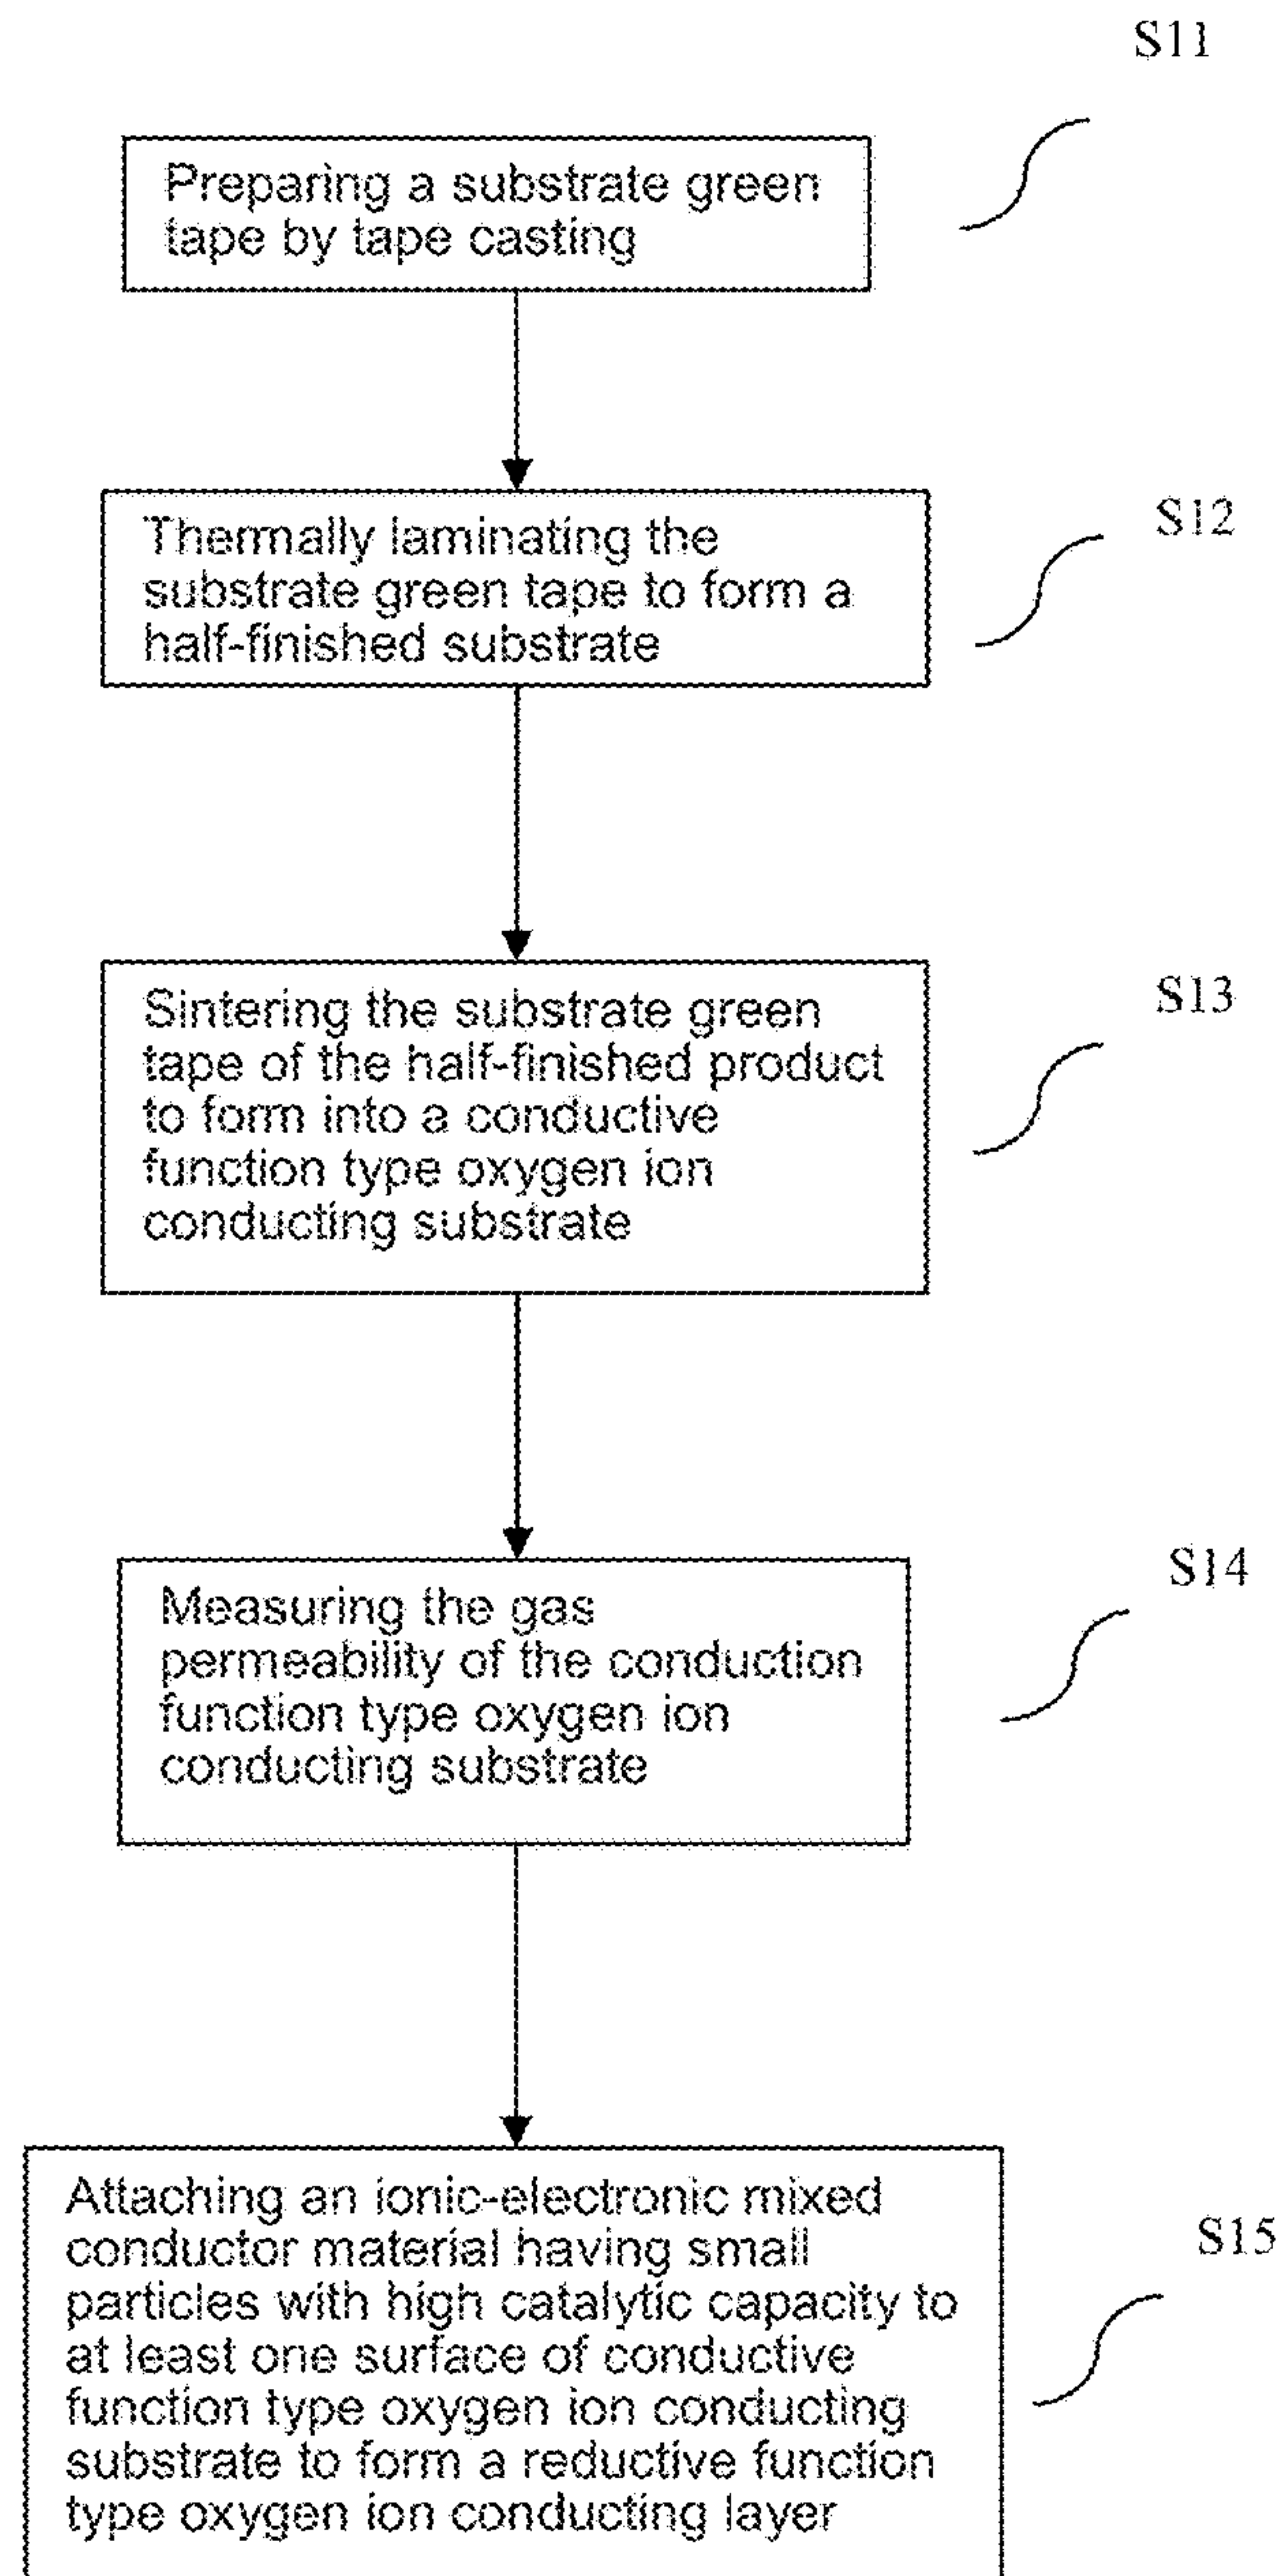 S11
Preparing a substrate green
tape by tape casting
S12
Thermally laminating the
substrate green tape to form a
half-finished substrate
S13
Sintering the substrate green
tape of the half-finished product
to form into a conductive
function type oxygen ion
conducting substrate
S14
Measuring the gas
permeability of the conduction
function type oxygen ion
conducting substrate
S15
Attaching an ionic-electronic mixed
conductor material having small
particles with high catalytic capacity to
at least one surface of conductive
function type oxygen ion conducting
substrate to form a reductive function
type oxygen ion conducting layer